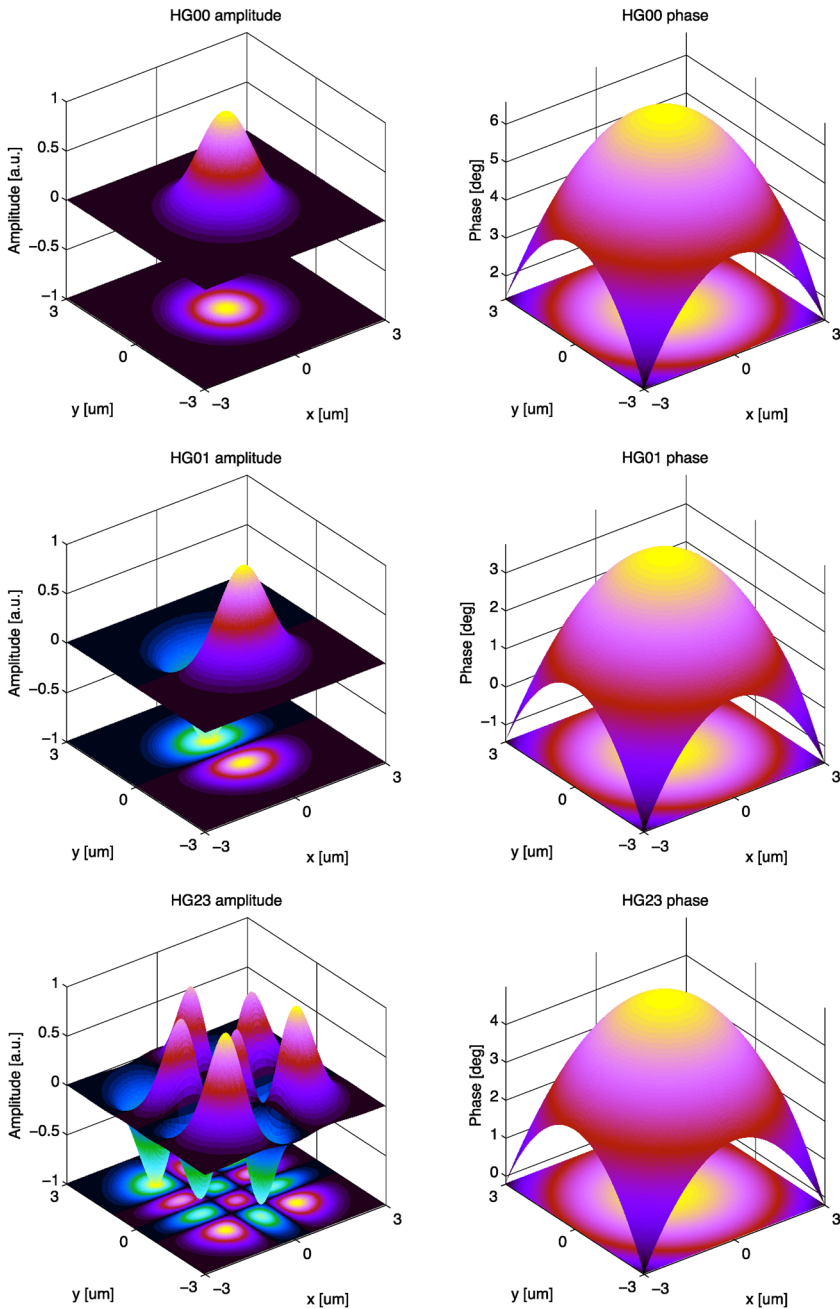 HG00 amplitude
1
0.5
0
−0.5
−1
Amplitude [a.u.]
3
0
−3
y [um]
−3
0
3
x [um]
HG00 phase
6
5
4
3
2
Phase [deg]
3
0
−3
y [um]
−3
0
3
x [um]
HG01 amplitude
1
0.5
0
−0.5
−1
Amplitude [a.u.]
3
0
−3
y [um]
−3
0
3
x [um]
HG01 phase
3
2
1
0
−1
Phase [deg]
3
0
−3
y [um]
−3
0
3
x [um]
HG23 amplitude
1
0.5
0
−0.5
−1
Amplitude [a.u.]
3
0
−3
y [um]
−3
0
3
x [um]
HG23 phase
4
3
2
1
0
Phase [deg]
3
0
−3
y [um]
−3
0
3
x [um]